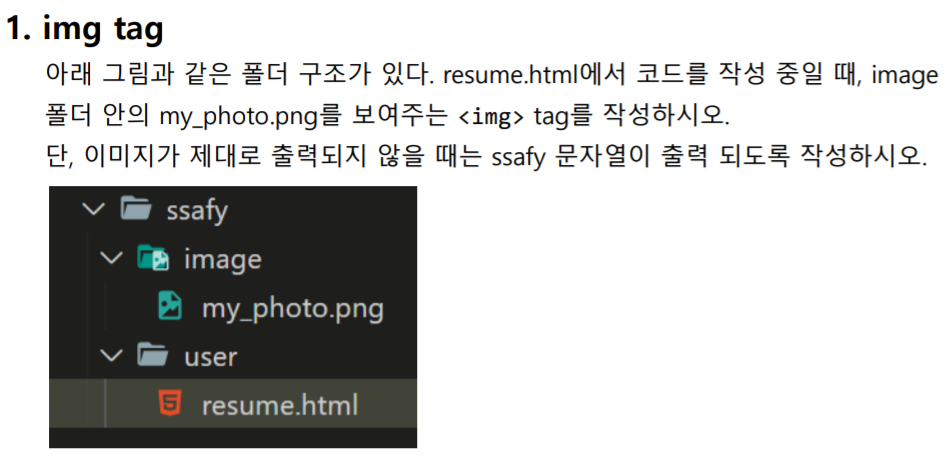 1. img tag
아래 그림과 같은 폴더 구조가 있다. resume.html에서 코드를 작성 중일 때, image
폴더 안의 my_photo.png를 보여주는 <img> tag를 작성하시오.
단, 이미지가 제대로 출력되지 않을 때는 ssafy 문자열이 출력 되도록 작성하시오.
ssafy
image
my_photo.png
user
resume.html